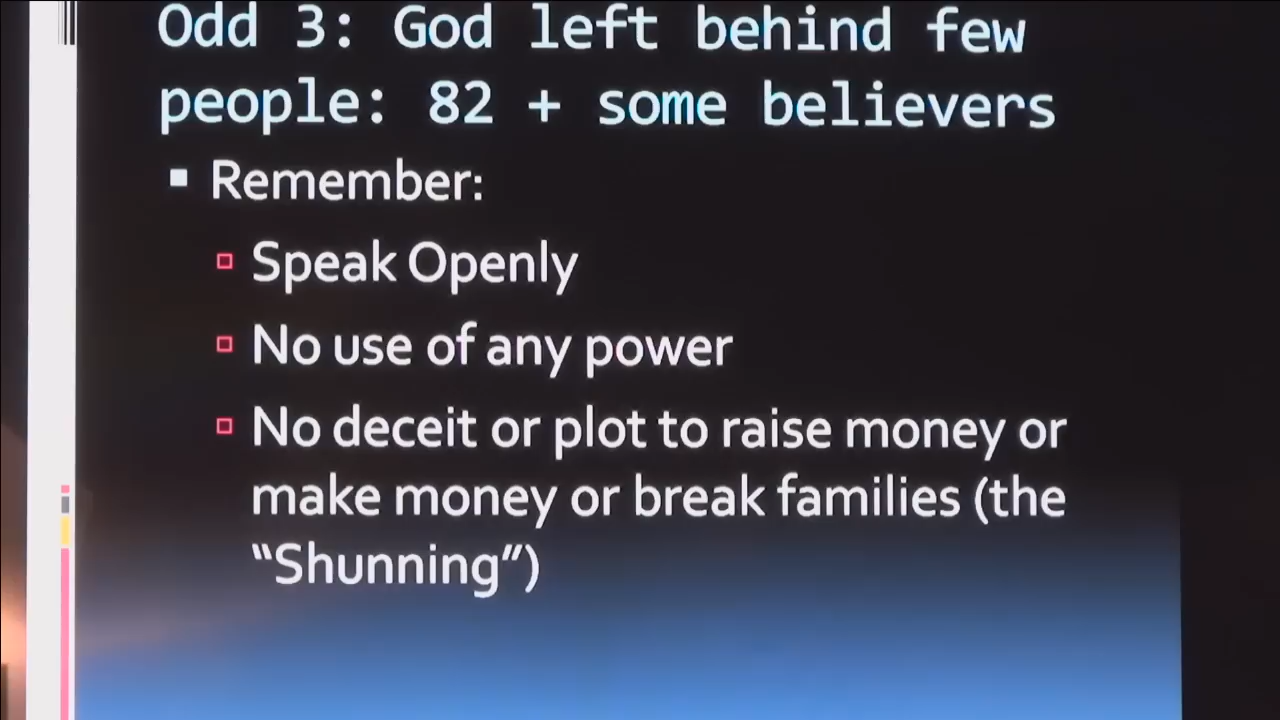 Odd 3: God left behind few
people: 82 + some believers
Remember:
Speak Openly
No use of any power
No deceit or plot to raise money or
make money or break families (the
“Shunning”)